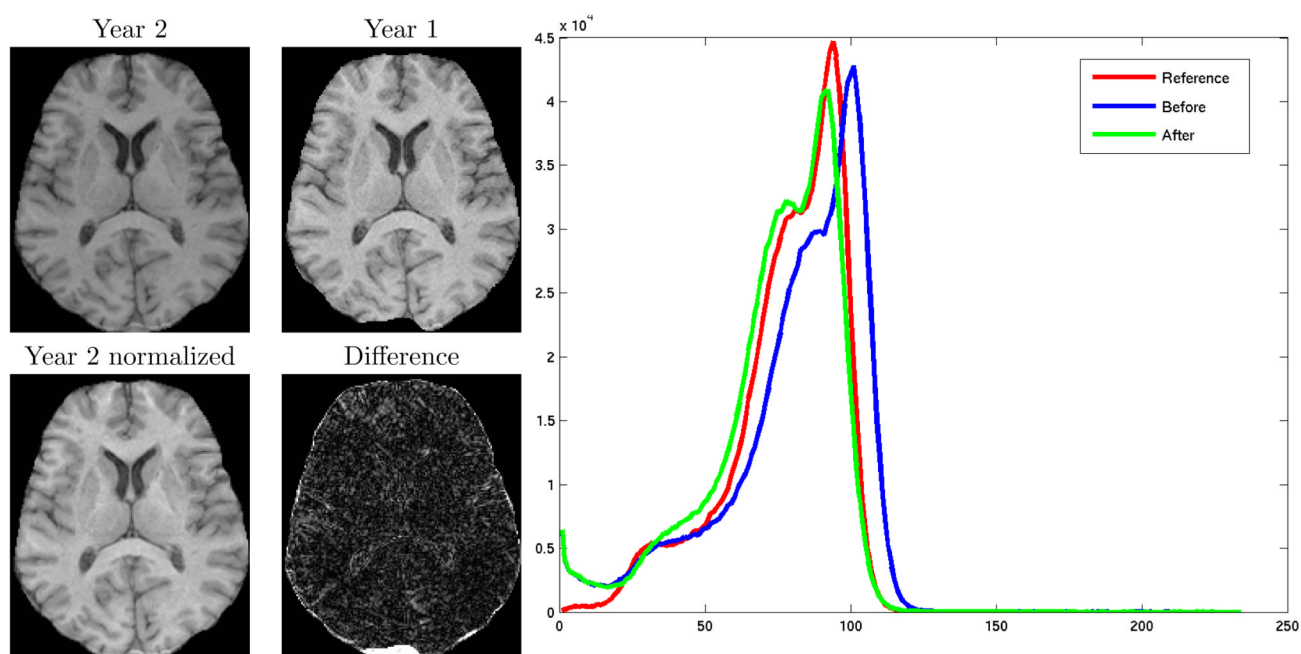 Year 2
Year 1
Year 2 normalized
Difference
x 10⁴
4.5
4
3.5
3
2.5
2
1.5
1
0.5
0
0
50
100
150
200
250
Reference
Before
After